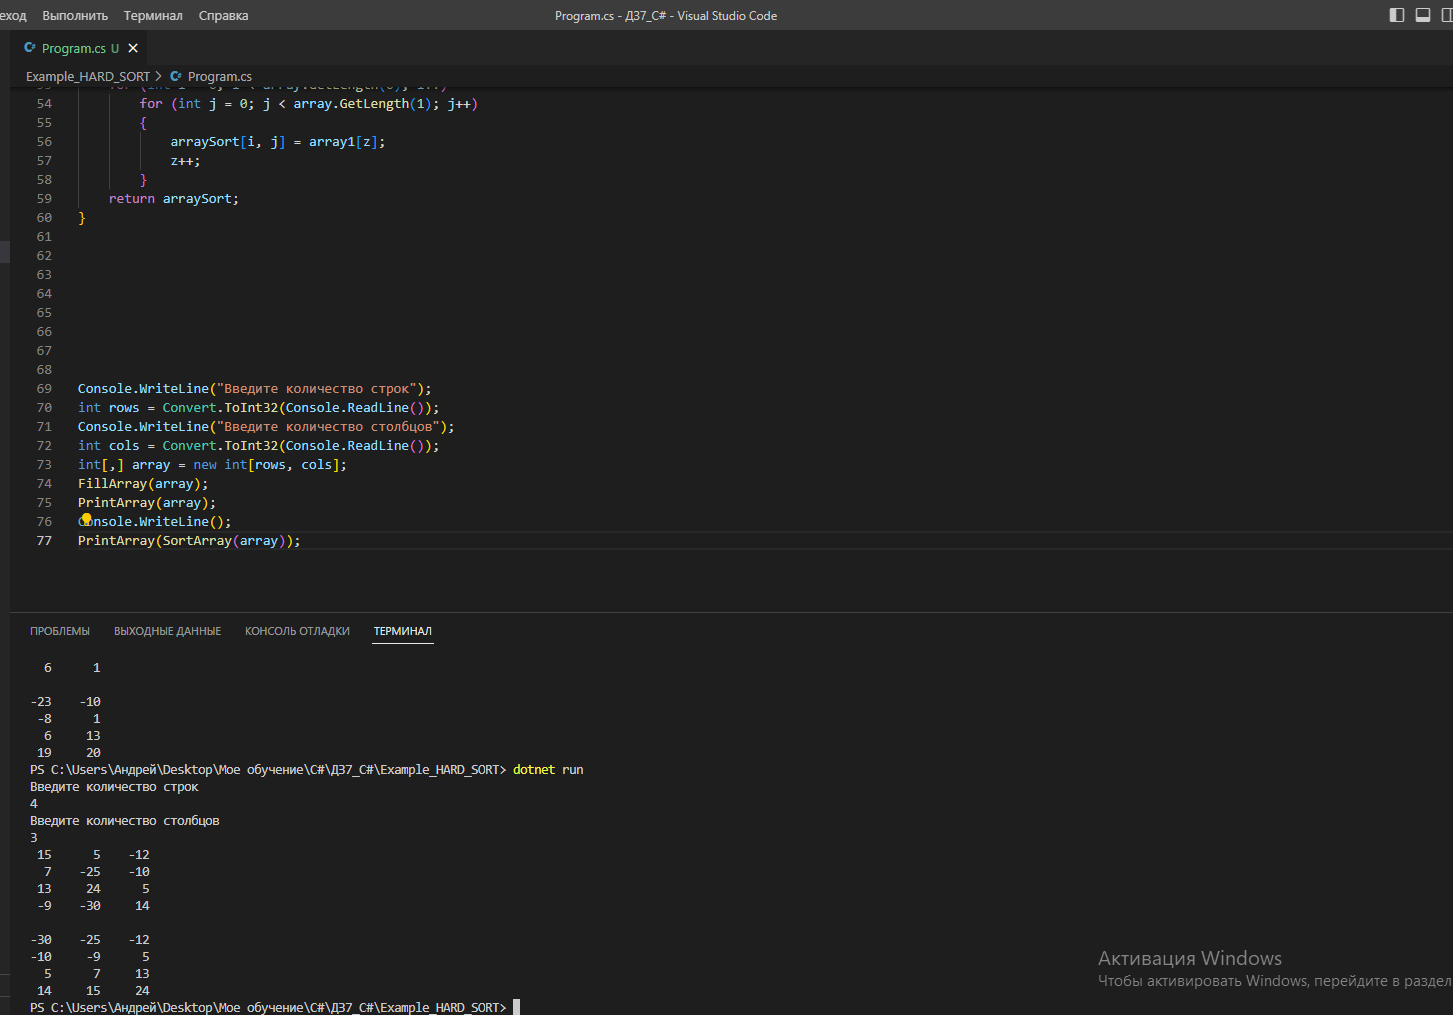 еход Выполнить Терминал Справка
Program.cs - ДЗ7_C# - Visual Studio Code
Program.cs U
Example_HARD_SORT > Program.cs
54 for (int j = 0; j < array.GetLength(1); j++)
55 {
56 arraySort[i, j] = array1[z];
57 z++;
58 }
59 return arraySort;
60 }
61
62
63
64
65
66
67
68
69 Console.WriteLine("Введите количество строк");
70 int rows = Convert.ToInt32(Console.ReadLine());
71 Console.WriteLine("Введите количество столбцов");
72 int cols = Convert.ToInt32(Console.ReadLine());
73 int[,] array = new int[rows, cols];
74 FillArray(array);
75 PrintArray(array);
76 Console.WriteLine();
77 PrintArray(SortArray(array));
ПРОБЛЕМЫ ВЫХОДНЫЕ ДАННЫЕ КОНСОЛЬ ОТЛАДКИ ТЕРМИНАЛ
6 1
-23 -10
-8 1
6 13
19 20
PS C:\Users\Андрей\Desktop\Мое обучение\C#\ДЗ7_C#\Example_HARD_SORT> dotnet run
Введите количество строк
4
Введите количество столбцов
3
15 5 -12
7 -25 -10
13 24 5
-9 -30 14
-30 -25 -12
-10 -9 5
5 7 13
14 15 24
PS C:\Users\Андрей\Desktop\Мое обучение\C#\ДЗ7_C#\Example_HARD_SORT>
Активация Windows
Чтобы активировать Windows, перейдите в раздел